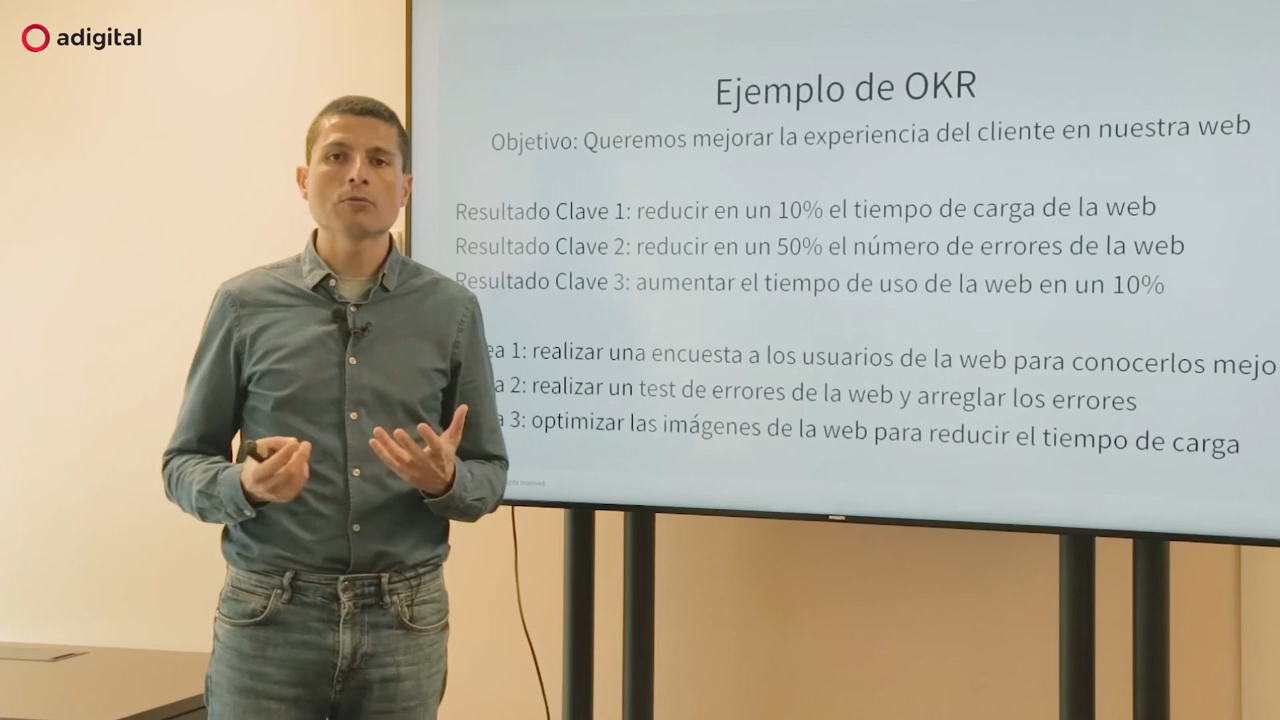 adigital
Ejemplo de OKR
Objetivo: Queremos mejorar la experiencia del cliente en nuestra web
Resultado Clave 1: reducir en un 10% el tiempo de carga de la web
Resultado Clave 2: reducir en un 50% el número de errores de la web
Resultado Clave 3: aumentar el tiempo de uso de la web en un 10%
ea 1: realizar una encuesta a los usuarios de la web para conocerlos mejo
a 2: realizar un test de errores de la web y arreglar los errores
a 3: optimizar las imágenes de la web para reducir el tiempo de carga
reserved